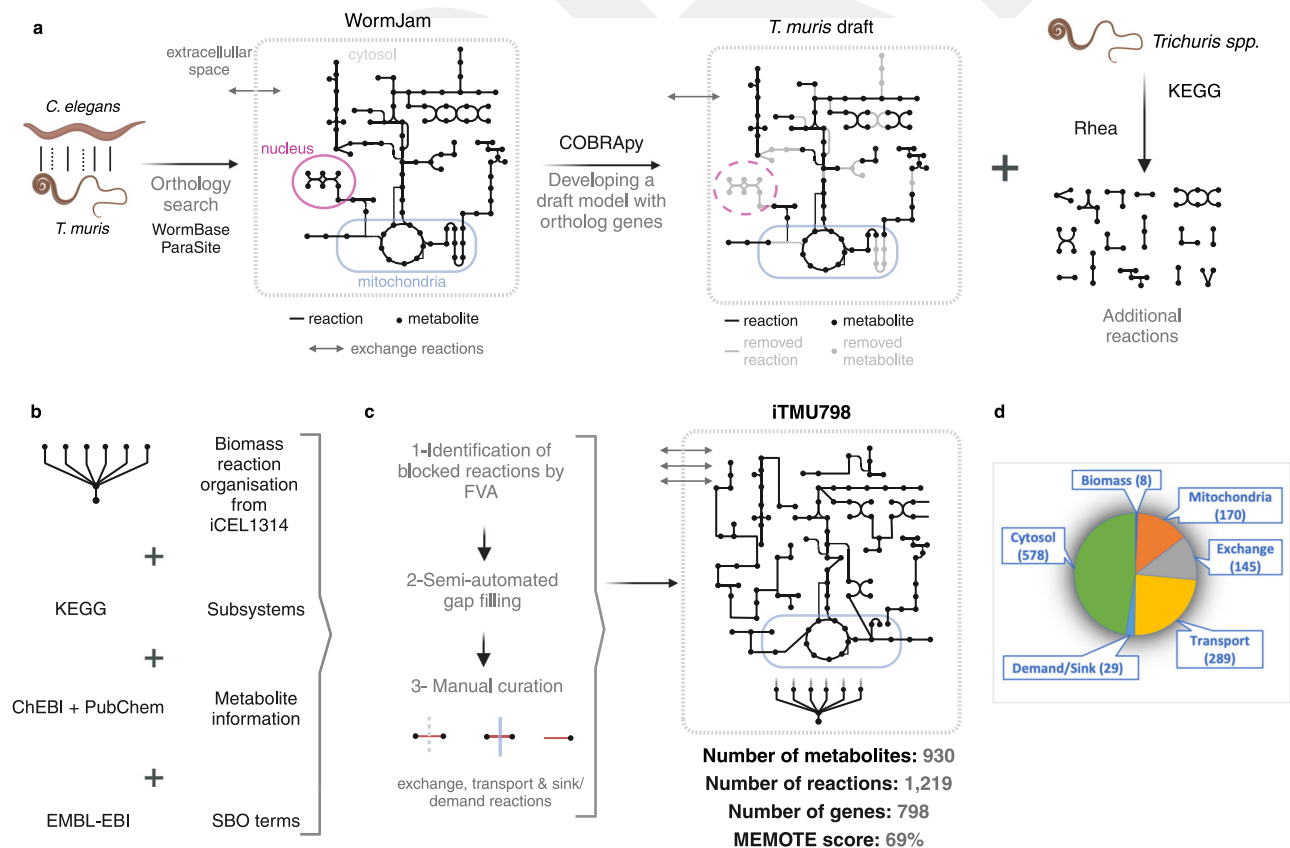 a
WormJam
T. muris draft
Trichuris spp.
extracellular
space
cytosol
C. elegans
KEGG
Rhea
nucleus
COBRApy
+
Orthology
search
Developing a
draft model with
ortholog genes
T. muris
WormBase
ParaSite
mitochondria
reaction
metabolite
exchange reactions
reaction
metabolite
removed
reaction
removed
metabolite
Additional
reactions
b
Biomass
reaction
organisation
from
iCEL1314
+
KEGG
Subsystems
+
ChEBI + PubChem
Metabolite
information
+
EMBL-EBI
SBO terms
c
1-Identification of
blocked reactions by
FVA
2-Semi-automated
gap filling
3- Manual curation
exchange, transport & sink/
demand reactions
iTMU798
Number of metabolites: 930
Number of reactions: 1,219
Number of genes: 798
MEMOTE score: 69%
d
Biomass (8)
Mitochondria
(170)
Cytosol
(578)
Exchange
(145)
Transport
(289)
Demand/Sink (29)